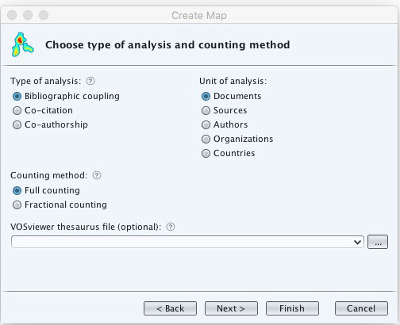 Create Map
Choose type of analysis and counting method
Type of analysis: ?
Unit of analysis:
Bibliographic coupling
Documents
Co-citation
Sources
Co-authorship
Authors
Organizations
Countries
Counting method: ?
Full counting
Fractional counting
VOSviewer thesaurus file (optional): ?
...
< Back
Next >
Finish
Cancel